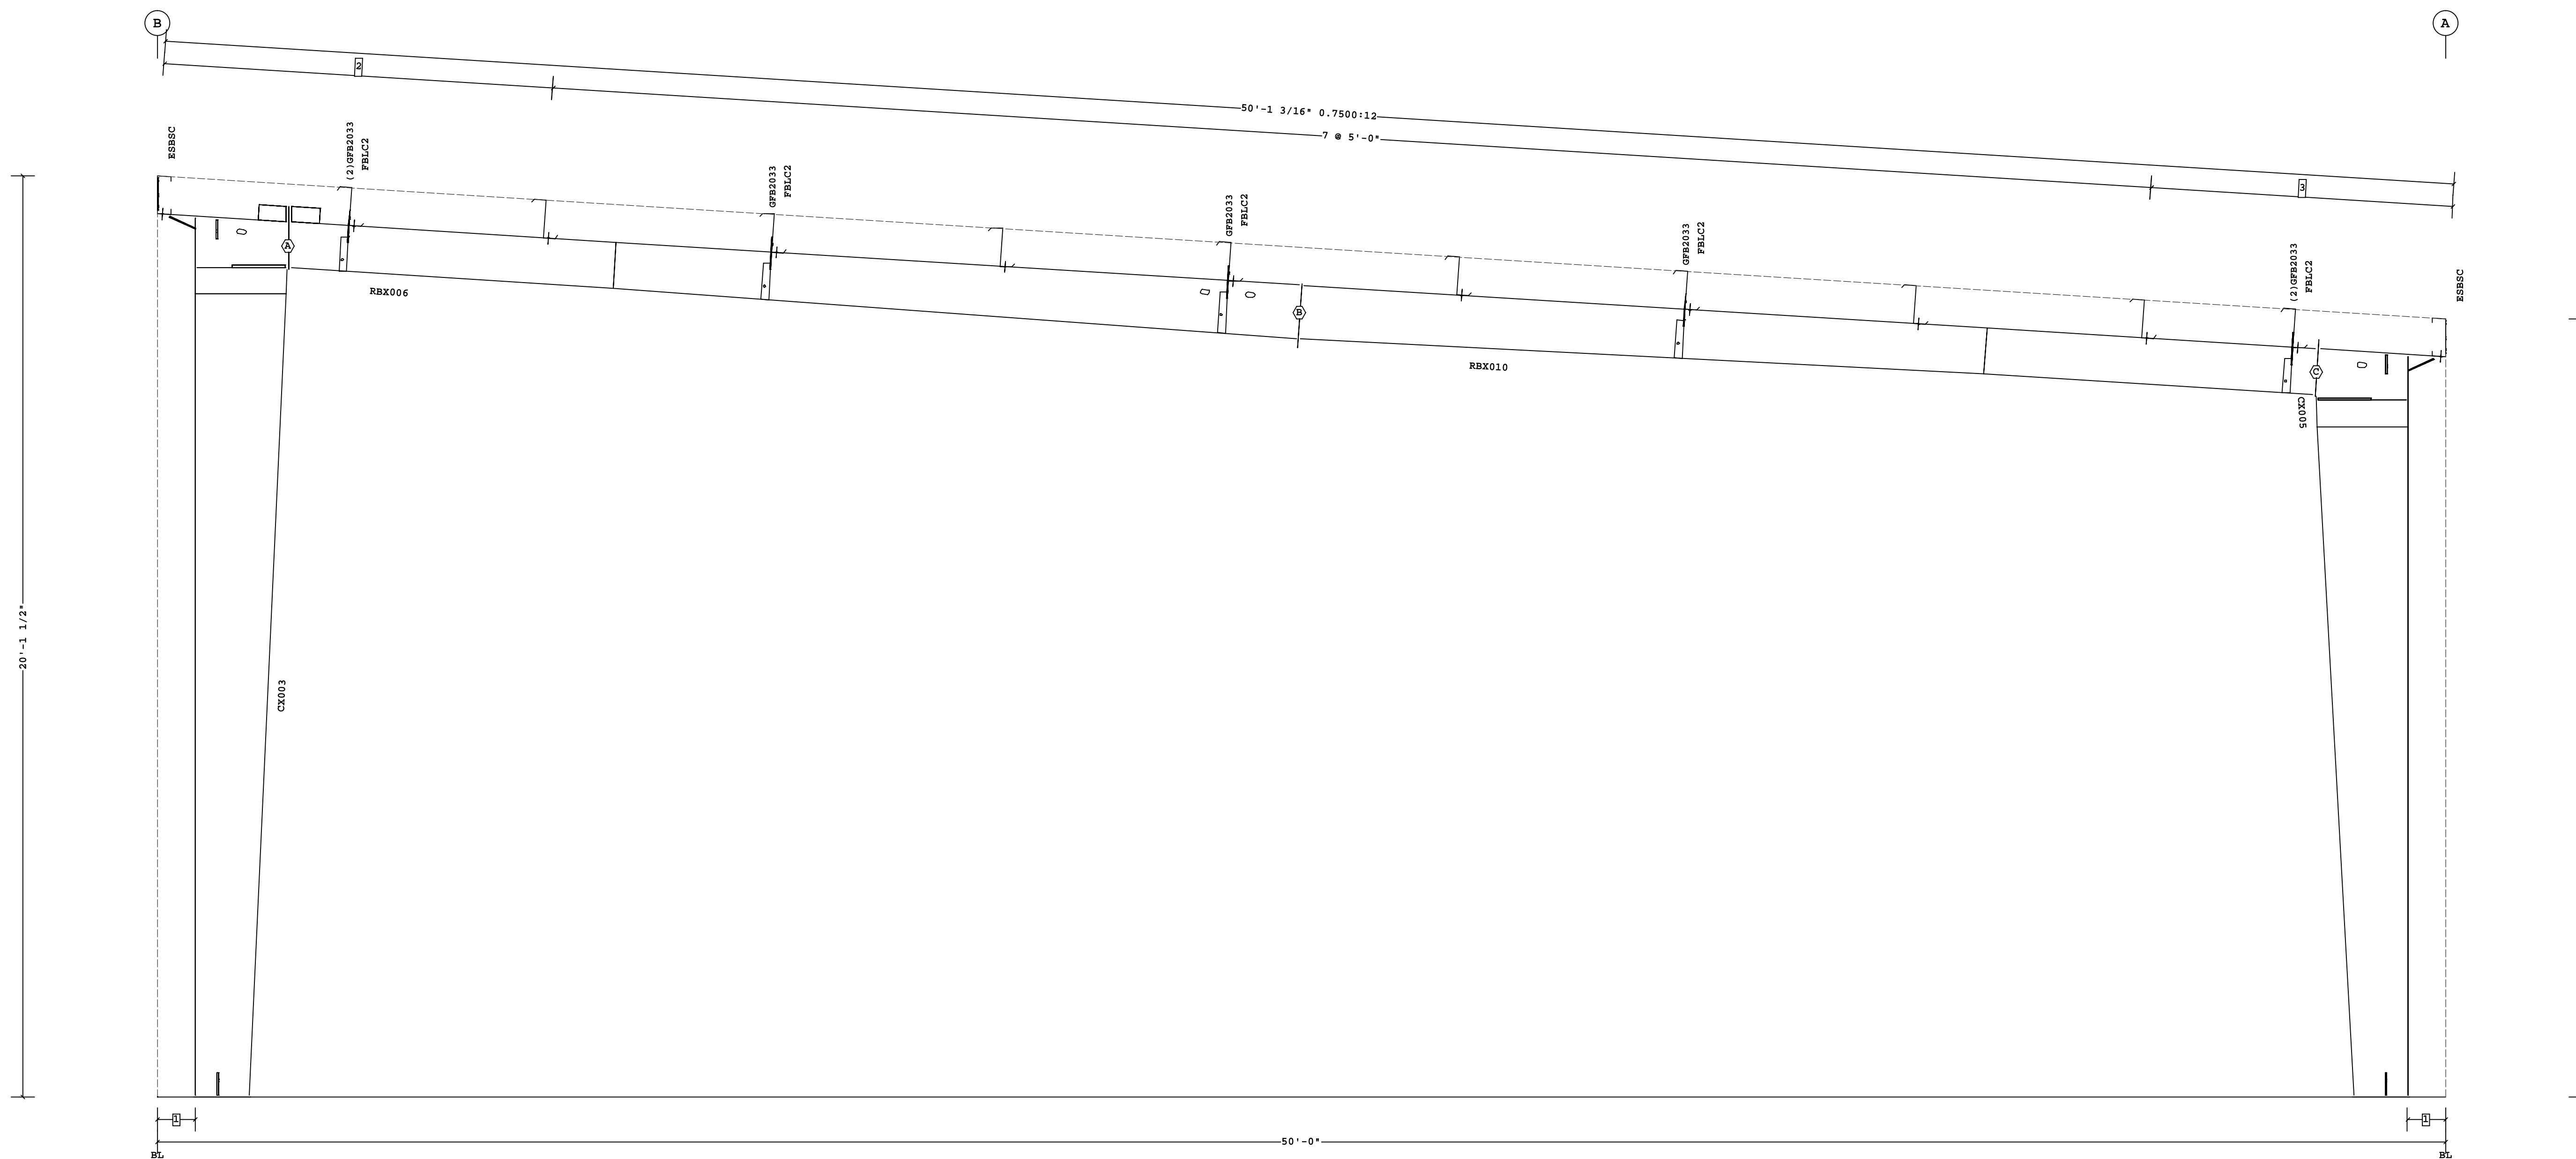 B
A
2
50'-1 3/16" 0.7500:12
7 @ 5'-0"
3
ESBSC
(2)GFB2033
FBLC2
GFB2033
FBLC2
GFB2033
FBLC2
GFB2033
FBLC2
(2)GFB2033
FBLC2
ESBSC
A
RBX006
B
RBX010
C
CX005
20'-1 1/2"
CX003
1
1
50'-0"
BL
BL